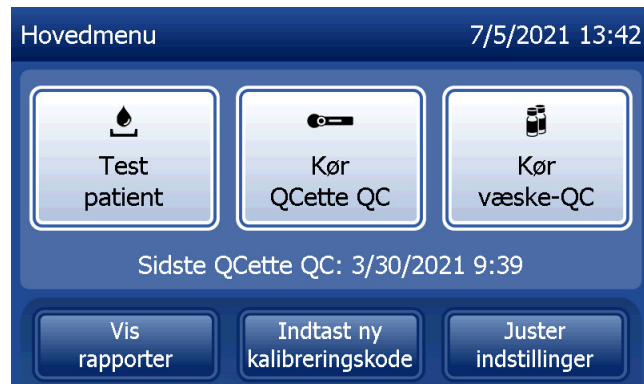 Hovedmenu 7/5/2021 13:42
Test
patient
Kør
QCette QC
Kør
væske-QC
Sidste QCette QC: 3/30/2021 9:39
Vis
rapporter
Indtast ny
kalibreringskode
Juster
indstillinger